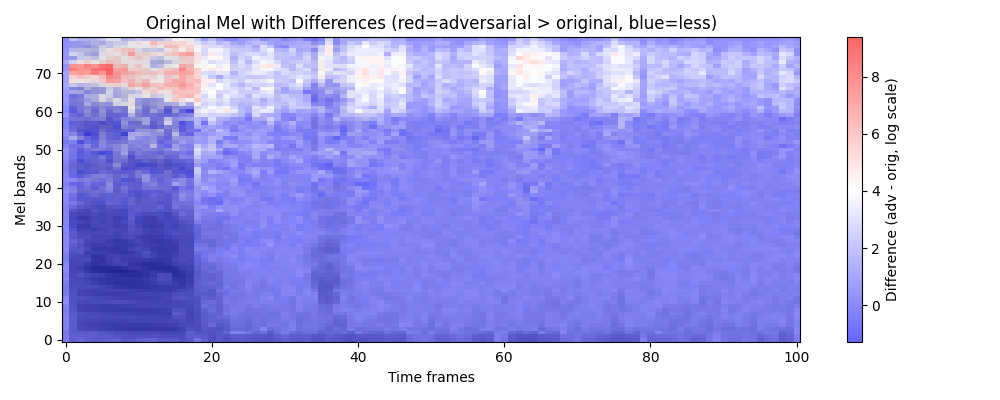 Original Mel with Differences (red=adversarial > original, blue=less)
Mel bands
70
60
50
40
30
20
10
0
0 20 40 60 80 100
Time frames
8
6
4
2
0
Difference (adv - orig, log scale)